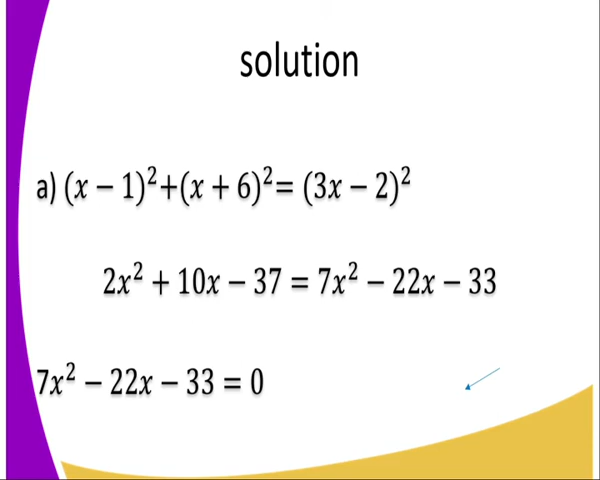 solution
a) (x − 1)²+(x + 6)²= (3x − 2)²
2x² + 10x − 37 = 7x² − 22x − 33
7x² − 22x − 33 = 0